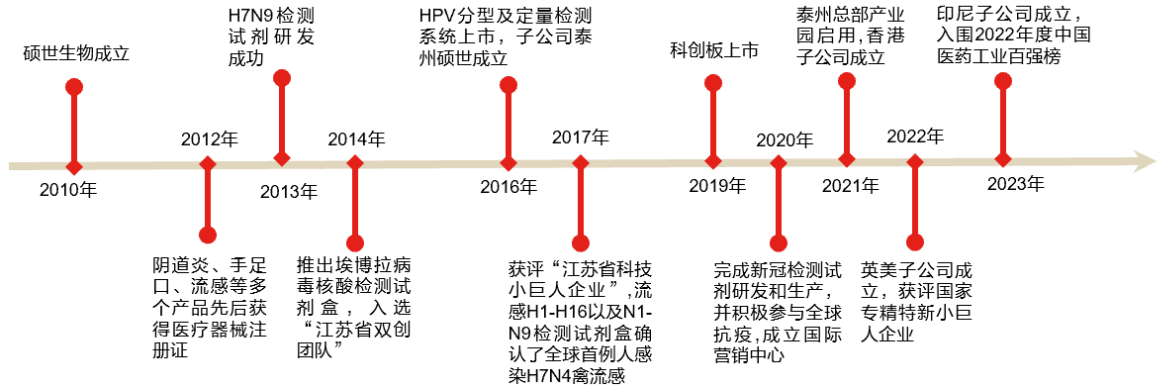 硕世生物成立
2010年
2012年
阴道炎、手足
口、流感等多
个产品先后获
得医疗器械注
册证
H7N9检测
试剂研发
成功
2013年
2014年
推出埃博拉病
毒核酸检测试
剂盒，入选
“江苏省双创
团队”
HPV分型及定量检测
系统上市，子公司泰
州硕世成立
2016年
2017年
获评“江苏省科技
小巨人企业”,流
感H1-H16以及N1-
N9检测试剂盒确
认了全球首例人感
染H7N4禽流感
科创板上市
2019年
2020年
完成新冠检测试
剂研发和生产，
并积极参与全球
抗疫,成立国际
营销中心
泰州总部产业
园启用,香港
子公司成立
2021年
2022年
英美子公司成
立，获评国家
专精特新小巨
人企业
印尼子公司成立，
入围2022年度中国
医药工业百强榜
2023年